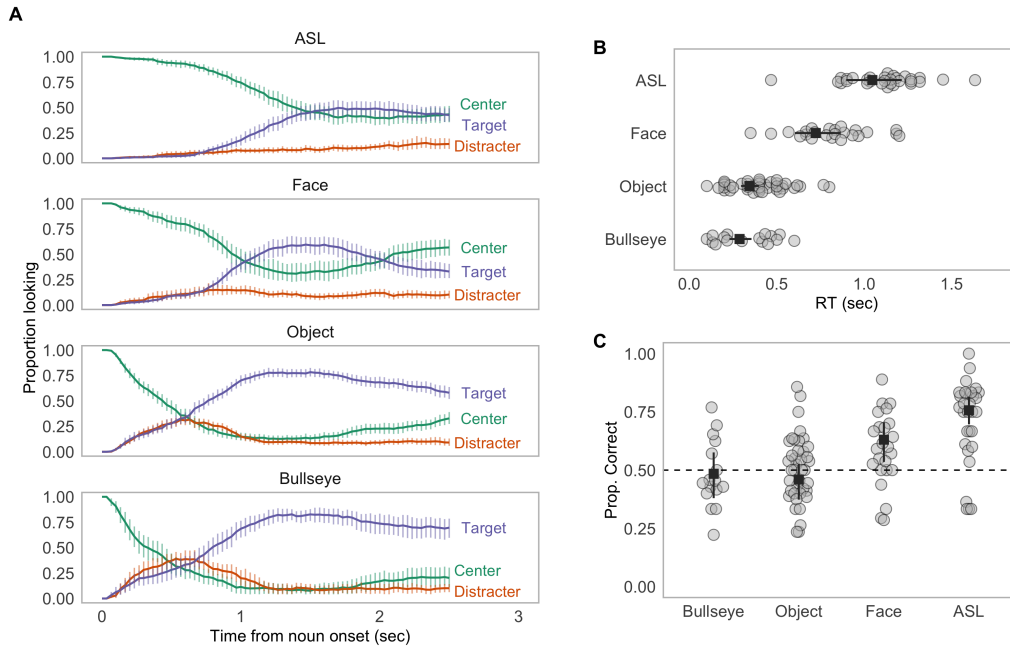 A
ASL
1.00
0.75
0.50
0.25
0.00
Center
Target
Distracter
Face
1.00
0.75
0.50
0.25
0.00
Center
Target
Distracter
Object
1.00
0.75
0.50
0.25
0.00
Target
Center
Distracter
Bullseye
1.00
0.75
0.50
0.25
0.00
Target
Center
Distracter
0 1 2 3
Time from noun onset (sec)
Proportion looking
B
ASL
Face
Object
Bullseye
0.0 0.5 1.0 1.5
RT (sec)
C
1.00
0.75
0.50
0.25
0.00
Prop. Correct
Bullseye Object Face ASL